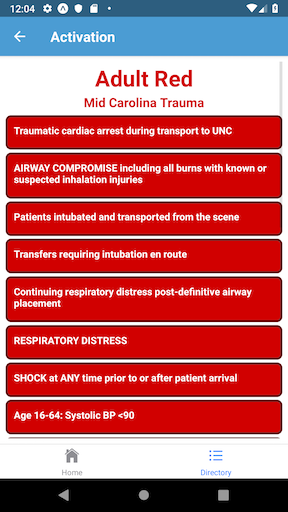 12:04
Activation
Adult Red
Mid Carolina Trauma
Traumatic cardiac arrest during transport to UNC
AIRWAY COMPROMISE including all burns with known or
suspected inhalation injuries
Patients intubated and transported from the scene
Transfers requiring intubation en route
Continuing respiratory distress post-definitive airway
placement
RESPIRATORY DISTRESS
SHOCK at ANY time prior to or after patient arrival
Age 16-64: Systolic BP <90
Home
Directory